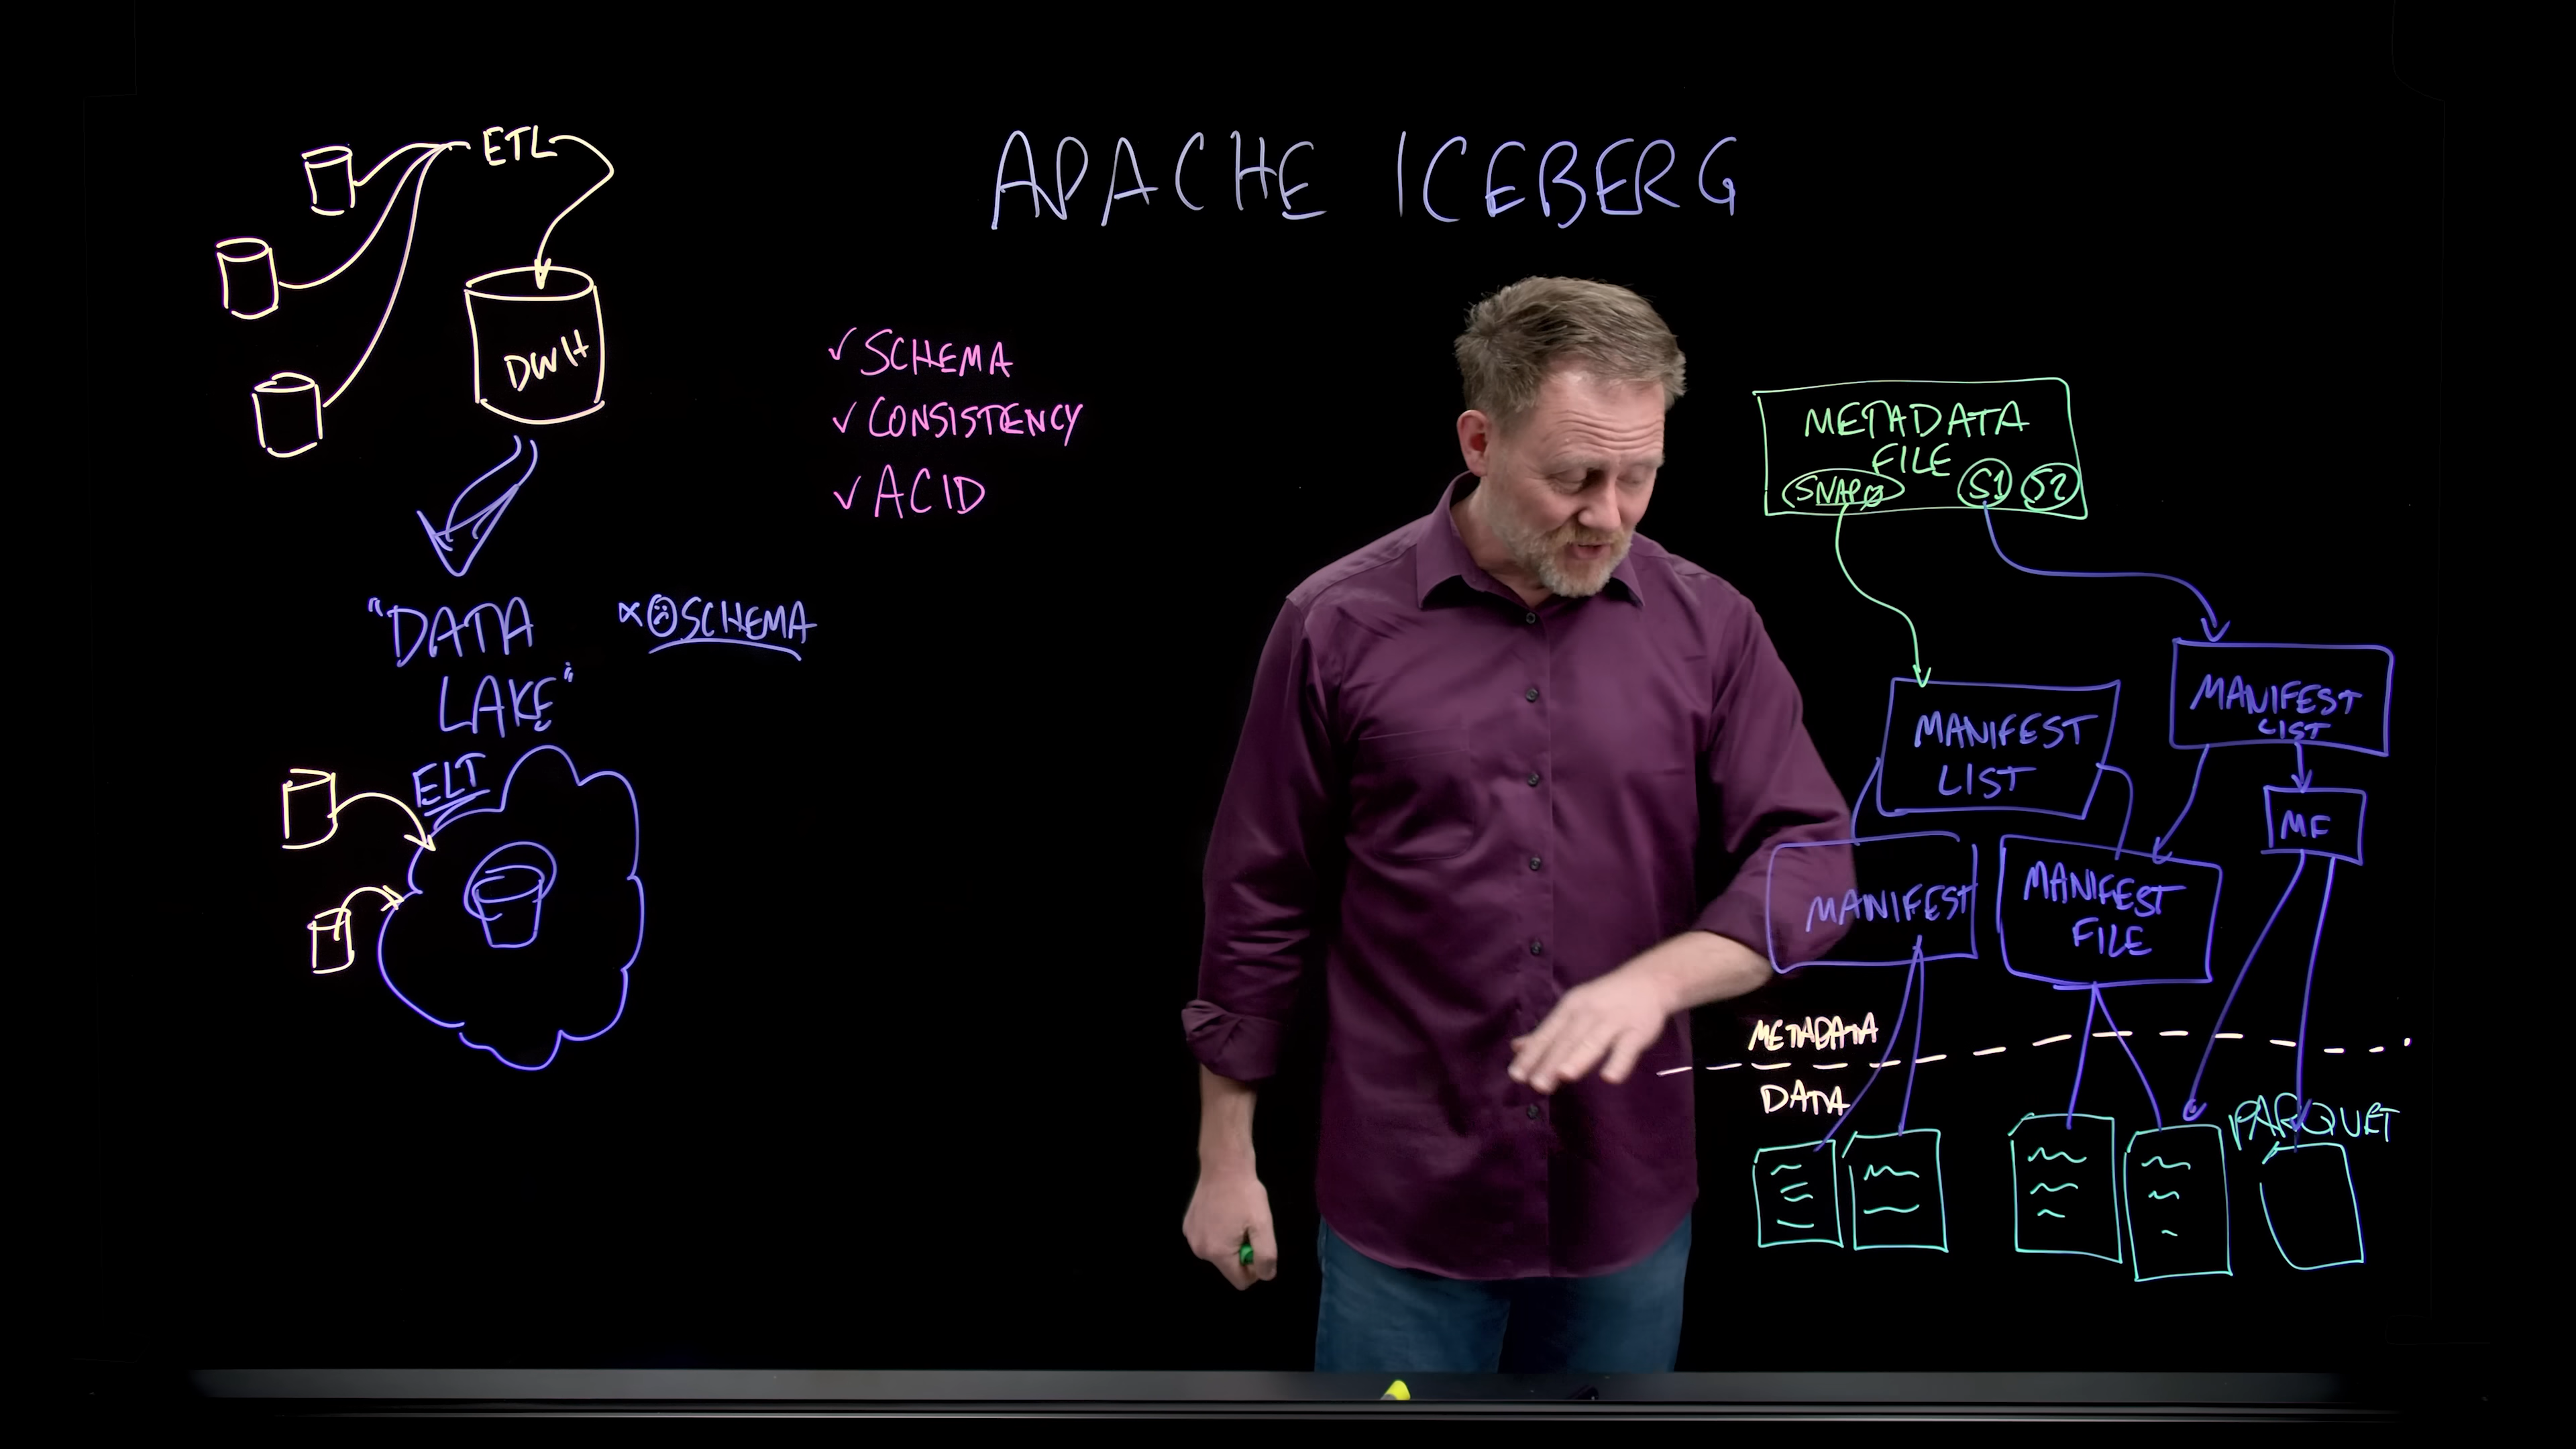 APACHE ICEBERG
ETL
DWH
✓ SCHEMA
✓ CONSISTENCY
✓ ACID
"DATA
LAKE"
SCHEMA
ELT
METADATA
FILE
SNAP0 S1 S2
MANIFEST
LIST
MANIFEST
LIST
MF
MANIFEST
MANIFEST
FILE
METADATA
DATA
PARQUET